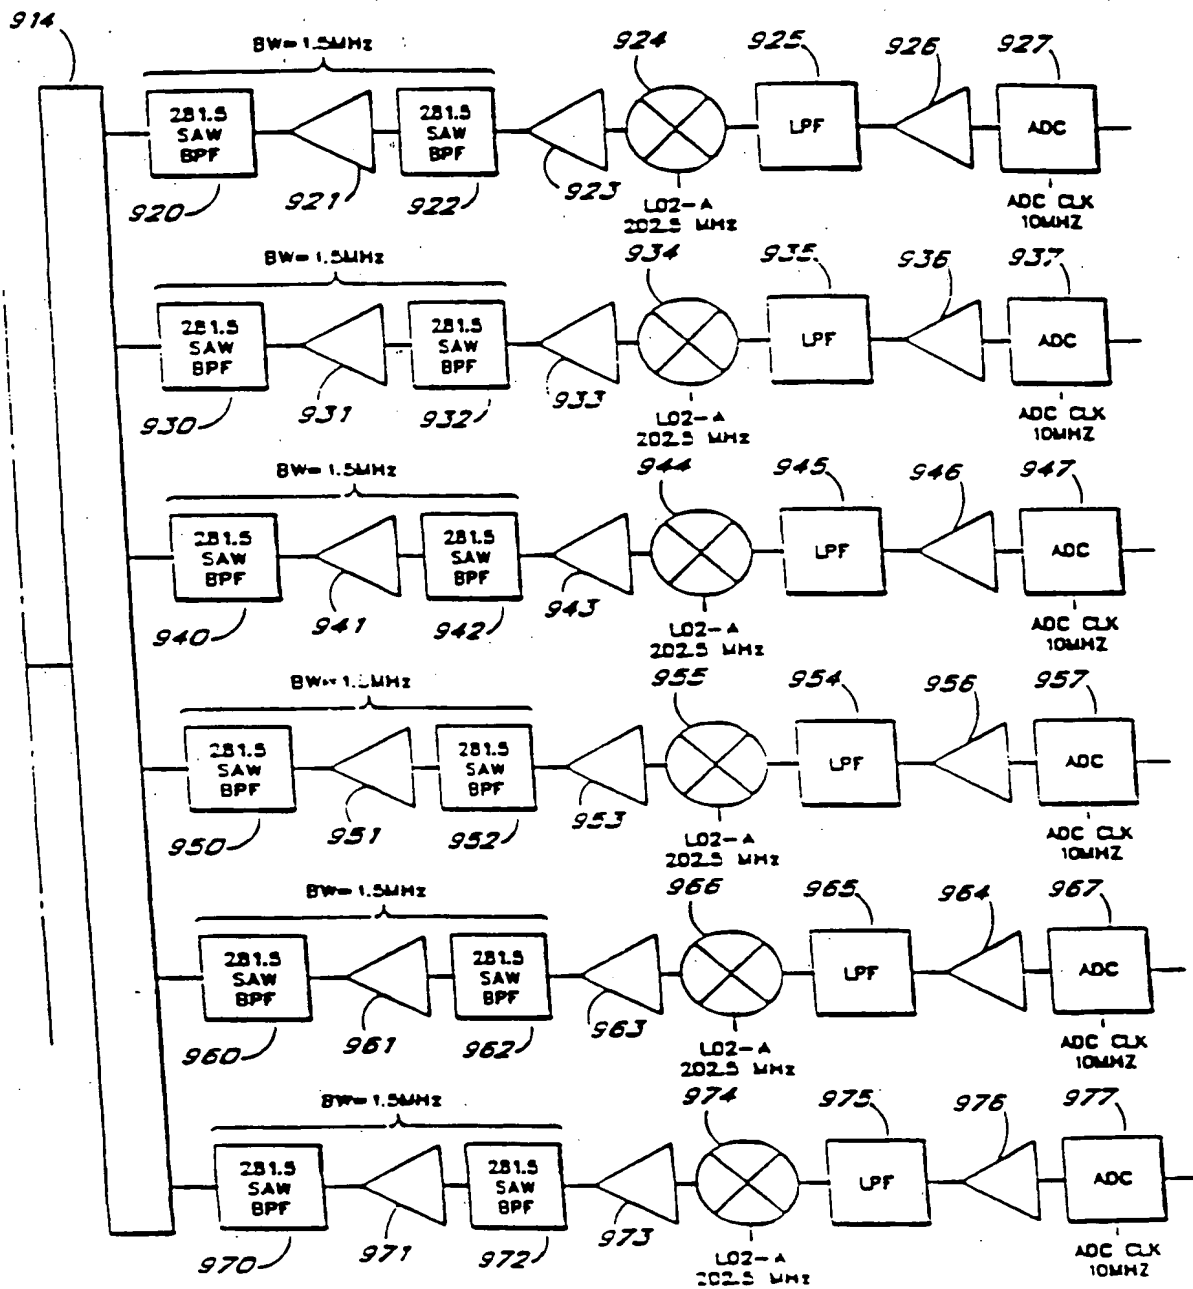 914
BW=1.5MHz
924
925
926
927
281.5
SAW
BPF
281.5
SAW
BPF
LPF
ADC
920
921
922
923
LO2-A
202.5 MHz
ADC CLK
10MHZ
BW=1.5MHz
934
935
936
937
281.5
SAW
BPF
281.5
SAW
BPF
LPF
ADC
930
931
932
933
LO2-A
202.5 MHz
ADC CLK
10MHZ
BW=1.5MHz
944
945
946
947
281.5
SAW
BPF
281.5
SAW
BPF
LPF
ADC
940
941
942
943
LO2-A
202.5 MHz
ADC CLK
10MHZ
BW=1.5MHz
955
954
956
957
281.5
SAW
BPF
281.5
SAW
BPF
LPF
ADC
950
951
952
953
LO2-A
202.5 MHz
ADC CLK
10MHZ
BW=1.5MHz
966
965
964
967
281.5
SAW
BPF
281.5
SAW
BPF
LPF
ADC
960
961
962
963
LO2-A
202.5 MHz
ADC CLK
10MHZ
BW=1.5MHz
974
975
976
977
281.5
SAW
BPF
281.5
SAW
BPF
LPF
ADC
970
971
972
973
LO2-A
202.5 MHz
ADC CLK
10MHZ